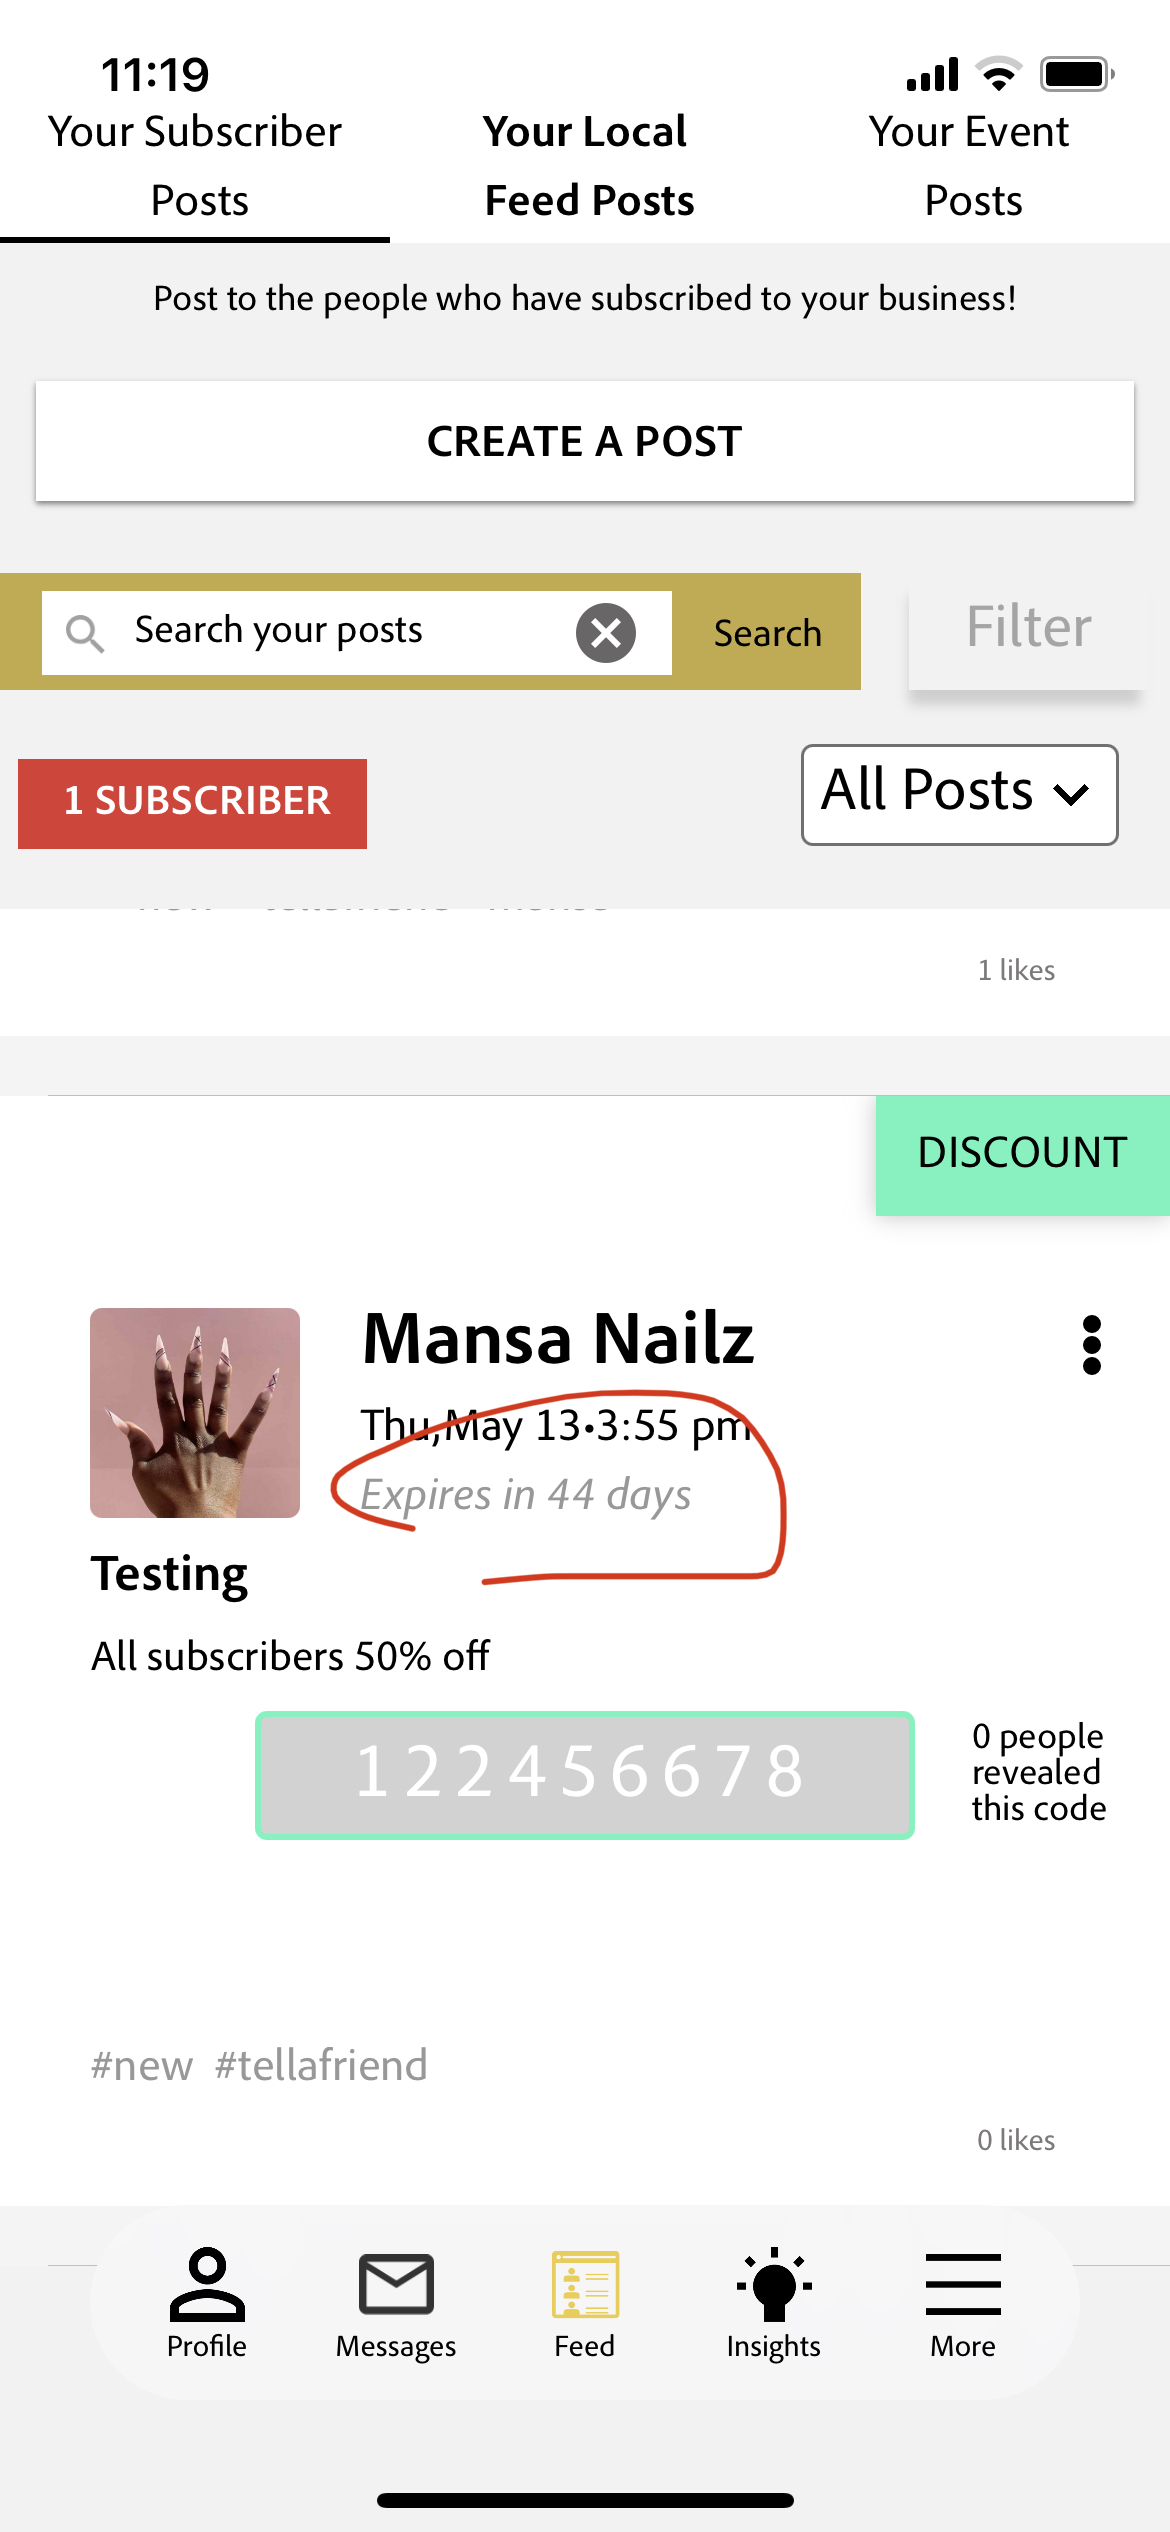 11:19
Your Subscriber Posts
Your Local Feed Posts
Your Event Posts
Post to the people who have subscribed to your business!
CREATE A POST
Search your posts
Search
Filter
1 SUBSCRIBER
All Posts
1 likes
DISCOUNT
Mansa Nailz
Thu,May 13•3:55 pm
Expires in 44 days
Testing
All subscribers 50% off
122456678
0 people
revealed
this code
#new #tellafriend
0 likes
Profile
Messages
Feed
Insights
More